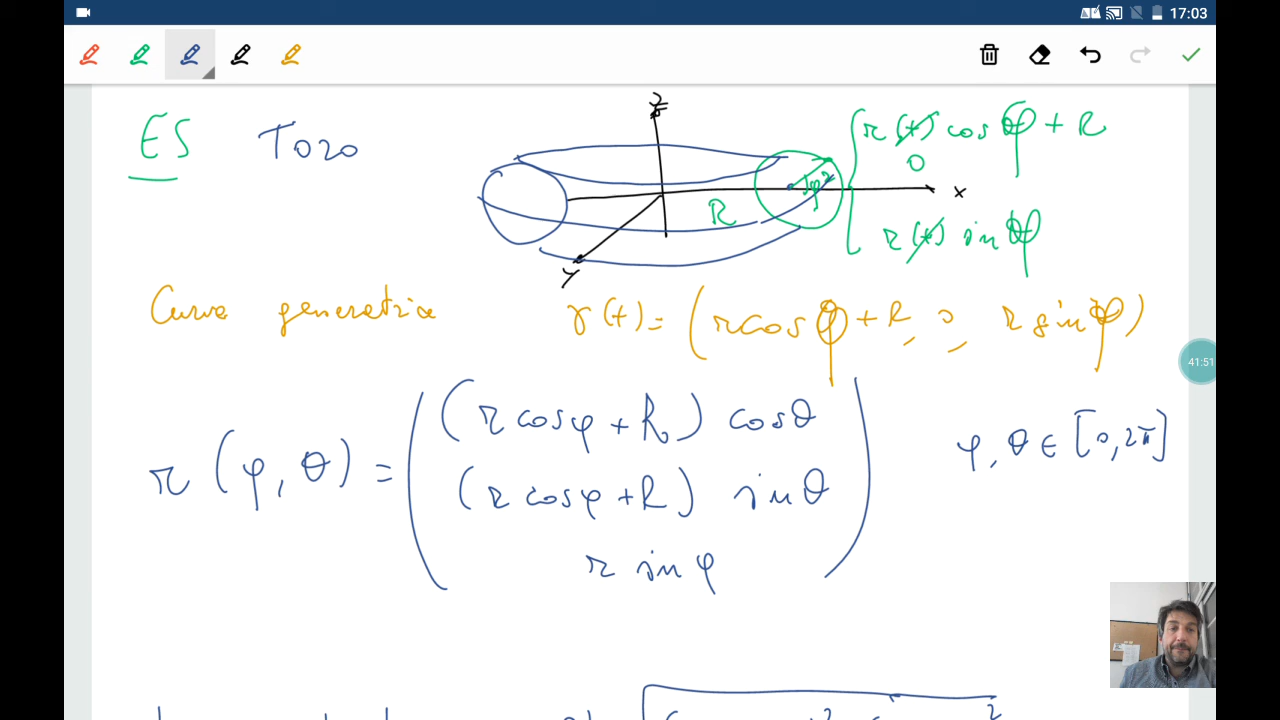 17:03
ES Toro
z
r(t) cos φ + R
0
r(t) sin φ
R
φ
r
x
y
Curva generatrice γ(t) = (r cos φ + R, 0, r sin φ)
41:51
(r cos φ + R) cos θ
r(φ, θ) = (r cos φ + R) sin θ φ, θ ∈ [0, 2π]
r sin φ